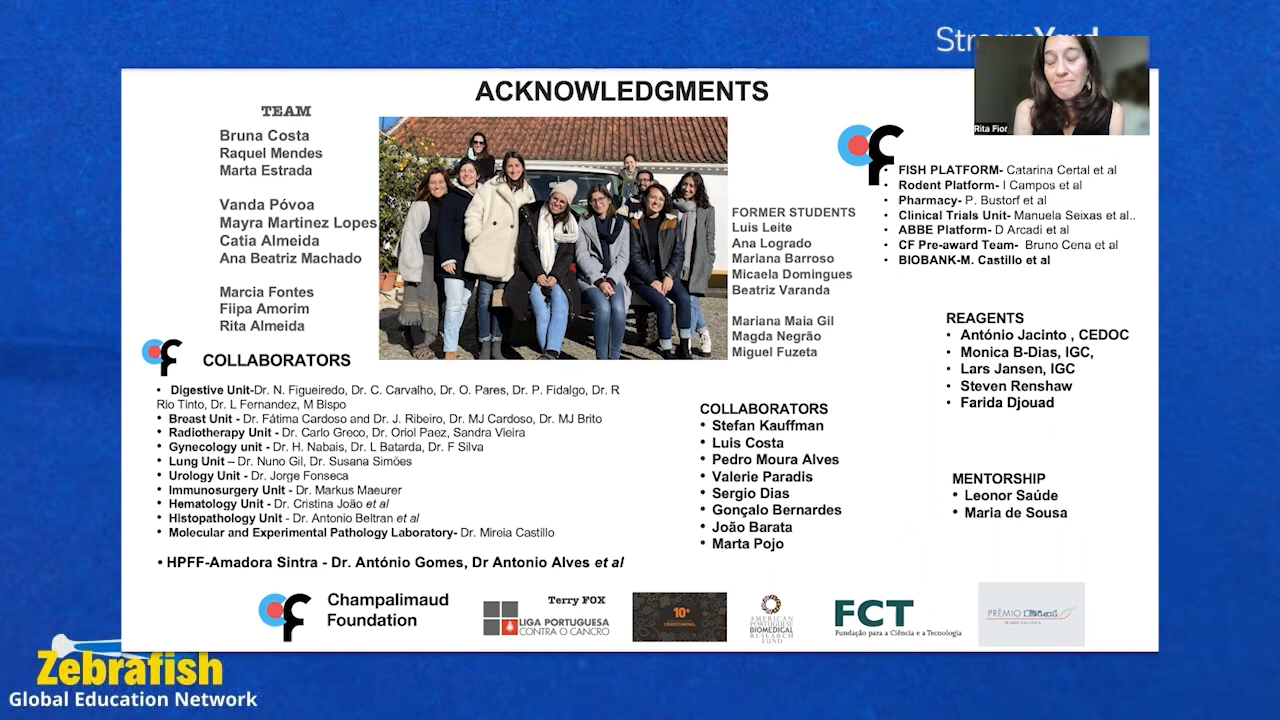 StreamYard
Rita Fior
ACKNOWLEDGMENTS
TEAM
Bruna Costa
Raquel Mendes
Marta Estrada
Vanda Póvoa
Mayra Martinez Lopes
Catia Almeida
Ana Beatriz Machado
Marcia Fontes
Fiipa Amorim
Rita Almeida
FORMER STUDENTS
Luis Leite
Ana Logrado
Mariana Barroso
Micaela Domingues
Beatriz Varanda
Mariana Maia Gil
Magda Negrão
Miguel Fuzeta
• FISH PLATFORM- Catarina Certal et al
• Rodent Platform- I Campos et al
• Pharmacy- P. Bustorf et al
• Clinical Trials Unit- Manuela Seixas et al..
• ABBE Platform- D Arcadi et al
• CF Pre-award Team- Bruno Cena et al
• BIOBANK-M. Castillo et al
COLLABORATORS
• Digestive Unit-Dr. N. Figueiredo, Dr. C. Carvalho, Dr. O. Pares, Dr. P. Fidalgo, Dr. R
Rio Tinto, Dr. L Fernandez, M Bispo
• Breast Unit - Dr. Fátima Cardoso and Dr. J. Ribeiro, Dr. MJ Cardoso, Dr. MJ Brito
• Radiotherapy Unit - Dr. Carlo Greco, Dr. Oriol Paez, Sandra Vieira
• Gynecology unit - Dr. H. Nabais, Dr. L Batarda, Dr. F Silva
• Lung Unit – Dr. Nuno Gil, Dr. Susana Simões
• Urology Unit - Dr. Jorge Fonseca
• Immunosurgery Unit - Dr. Markus Maeurer
• Hematology Unit - Dr. Cristina João et al
• Histopathology Unit - Dr. Antonio Beltran et al
• Molecular and Experimental Pathology Laboratory- Dr. Mireia Castillo
• HPFF-Amadora Sintra - Dr. António Gomes, Dr Antonio Alves et al
COLLABORATORS
• Stefan Kauffman
• Luis Costa
• Pedro Moura Alves
• Valerie Paradis
• Sergio Dias
• Gonçalo Bernardes
• João Barata
• Marta Pojo
REAGENTS
• António Jacinto , CEDOC
• Monica B-Dias, IGC,
• Lars Jansen, IGC
• Steven Renshaw
• Farida Djouad
MENTORSHIP
• Leonor Saúde
• Maria de Sousa
Champalimaud
Foundation
Terry FOX
LIGA PORTUGUESA
CONTRA O CANCRO
10º
AMERICAN
PORTUGUESE
BIOMEDICAL
RESEARCH
FUND
FCT
Fundação para a Ciência e a Tecnologia
PRÉMIO Bial
Zebrafish
Global Education Network